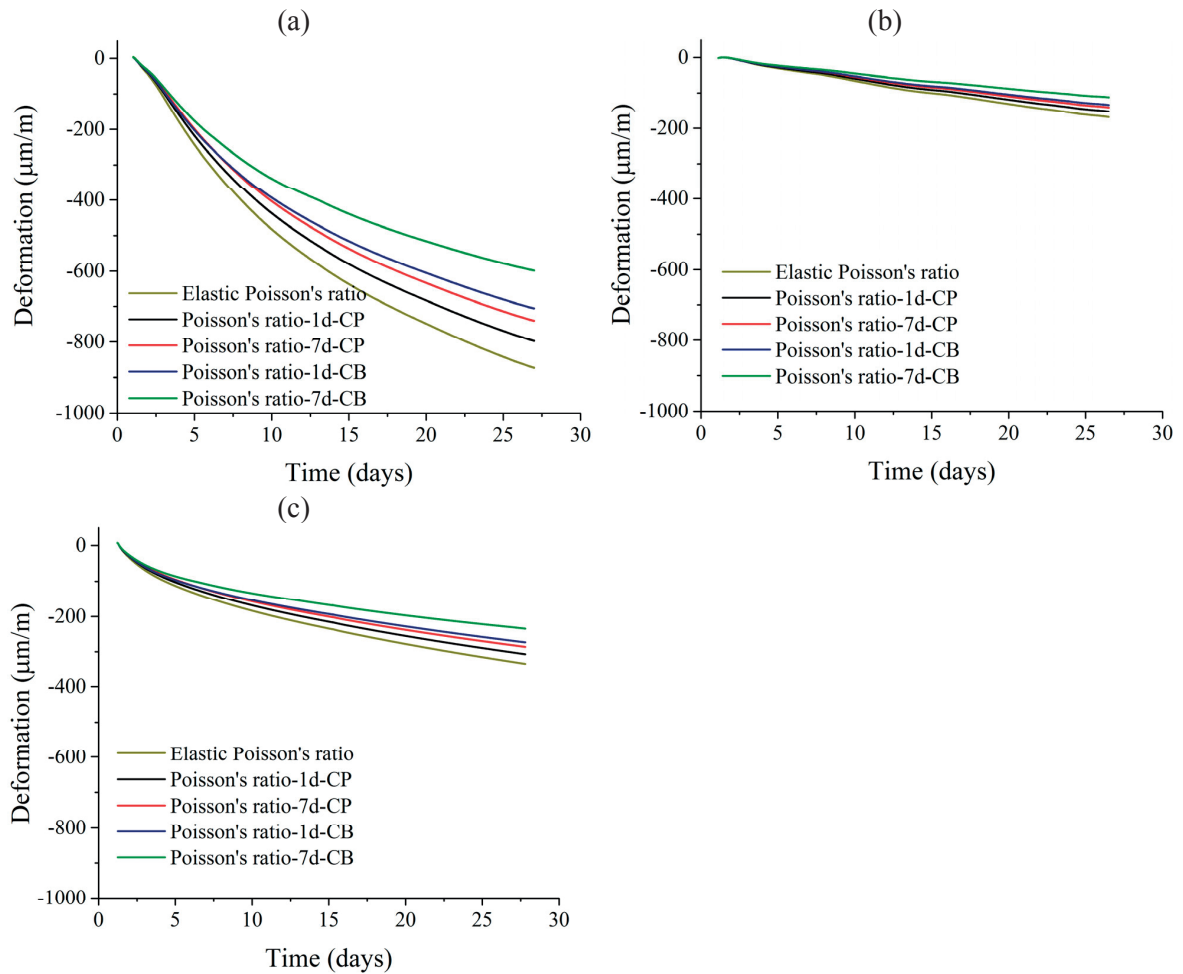 (a)
0
-200
-400
-600
-800
-1000
Deformation (μm/m)
Elastic Poisson's ratio
Poisson's ratio-1d-CP
Poisson's ratio-7d-CP
Poisson's ratio-1d-CB
Poisson's ratio-7d-CB
0 5 10 15 20 25 30
Time (days)
(b)
0
-200
-400
-600
-800
-1000
Deformation (μm/m)
Elastic Poisson's ratio
Poisson's ratio-1d-CP
Poisson's ratio-7d-CP
Poisson's ratio-1d-CB
Poisson's ratio-7d-CB
0 5 10 15 20 25 30
Time (days)
(c)
0
-200
-400
-600
-800
-1000
Deformation (μm/m)
Elastic Poisson's ratio
Poisson's ratio-1d-CP
Poisson's ratio-7d-CP
Poisson's ratio-1d-CB
Poisson's ratio-7d-CB
0 5 10 15 20 25 30
Time (days)